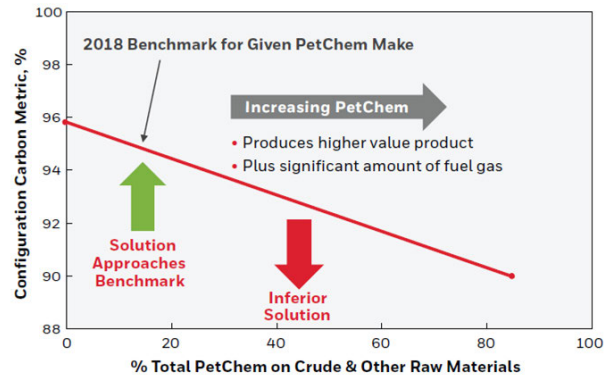 Configuration Carbon Metric, %
100
98
96
94
92
90
88
2018 Benchmark for Given PetChem Make
Increasing PetChem
• Produces higher value product
• Plus significant amount of fuel gas
Solution
Approaches
Benchmark
Inferior
Solution
0 20 40 60 80 100
% Total PetChem on Crude & Other Raw Materials